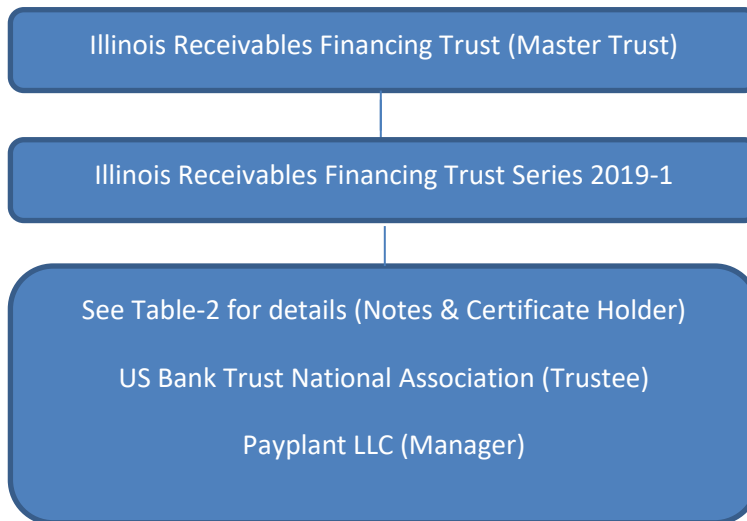 Illinois Receivables Financing Trust (Master Trust)
Illinois Receivables Financing Trust Series 2019-1
See Table-2 for details (Notes & Certificate Holder)
US Bank Trust National Association (Trustee)
Payplant LLC (Manager)